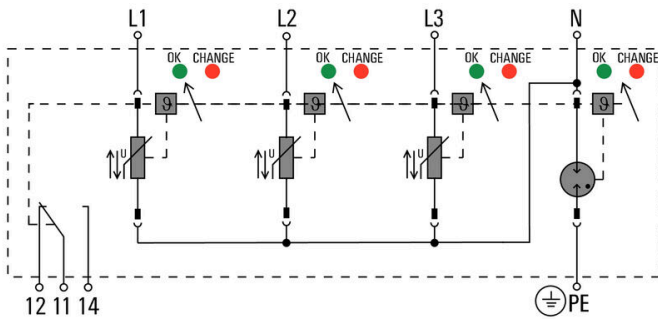 L1 L2 L3 N
OK CHANGE OK CHANGE OK CHANGE OK CHANGE
ϑ ϑ ϑ ϑ
U U U
12 11 14 PE